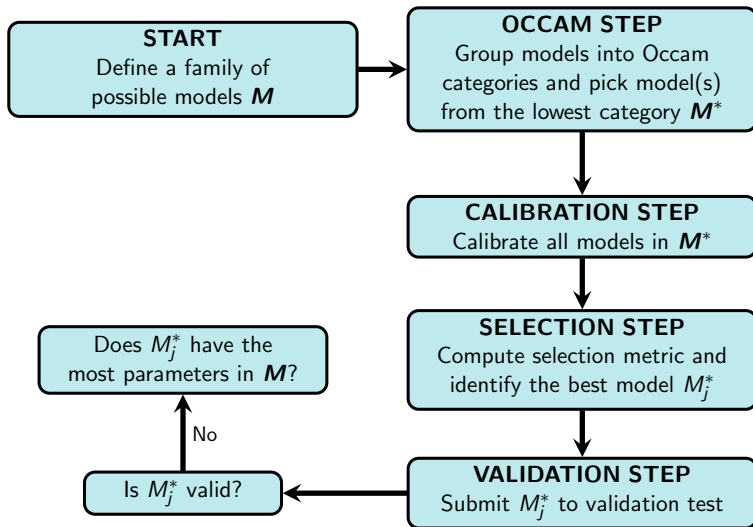 START
Define a family of
possible models M
OCCAM STEP
Group models into Occam
categories and pick model(s)
from the lowest category M*
CALIBRATION STEP
Calibrate all models in M*
SELECTION STEP
Compute selection metric and
identify the best model M*j
VALIDATION STEP
Submit M*j to validation test
Is M*j valid?
No
Does M*j have the
most parameters in M?